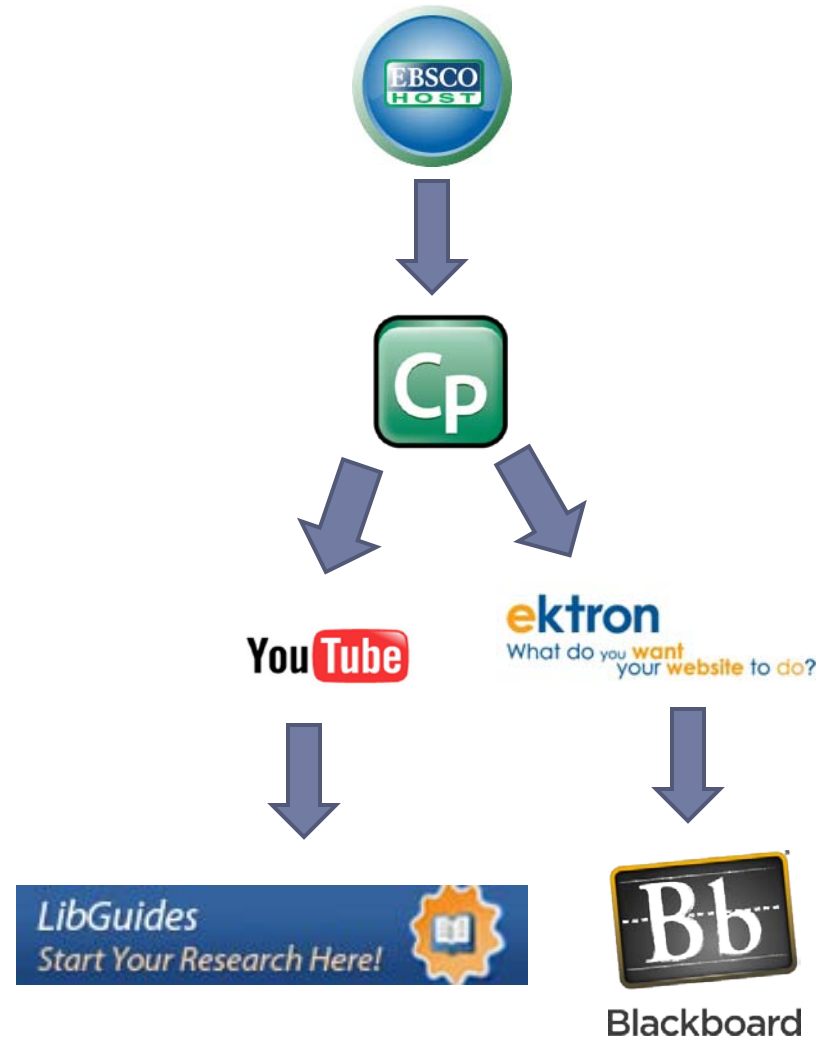 EBSCO
HOST
Cp
YouTube
ektron
What do you want
your website to do?
LibGuides
Start Your Research Here!
Bb
Blackboard